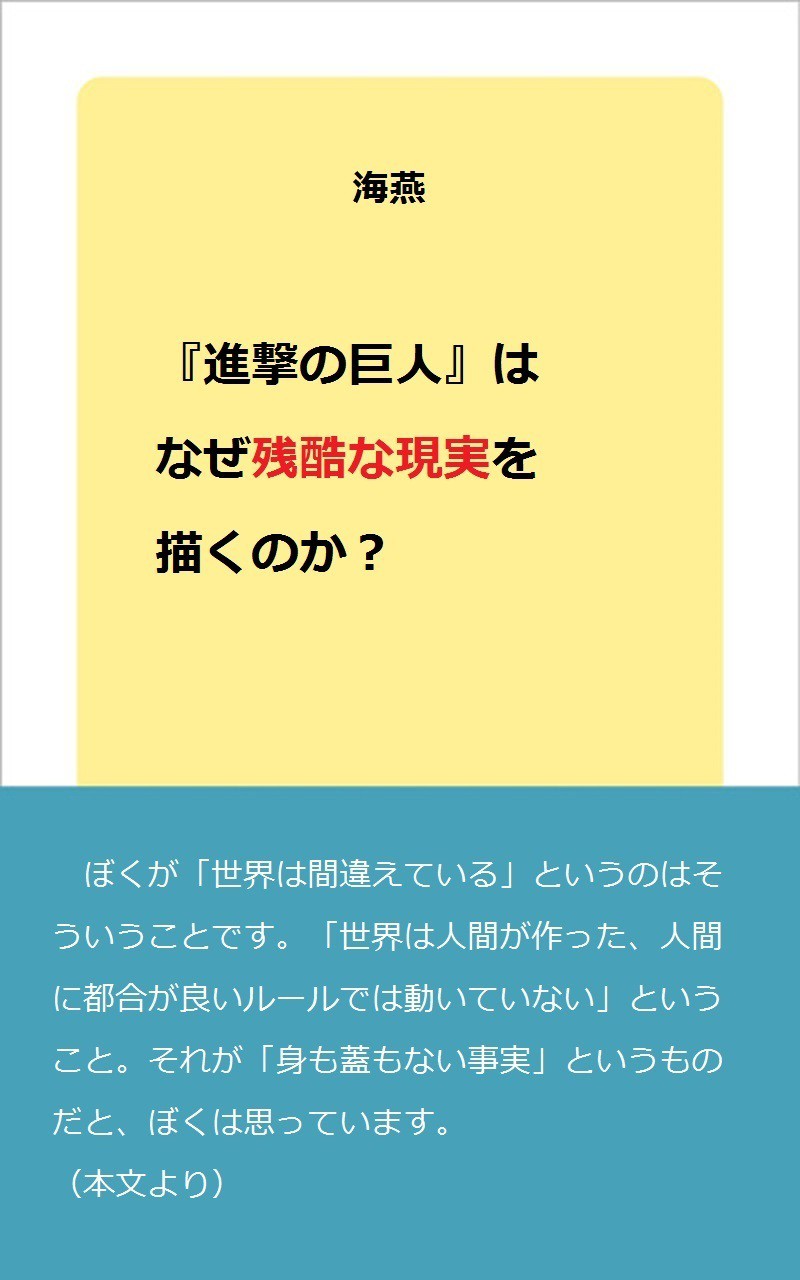 海燕
『進撃の巨人』は
なぜ残酷な現実を
描くのか？
　ぼくが「世界は間違えている」というのはそ
ういうことです。「世界は人間が作った、人間
に都合が良いルールでは動いていない」という
こと。それが「身も蓋もない事実」というもの
だと、ぼくは思っています。
（本文より）